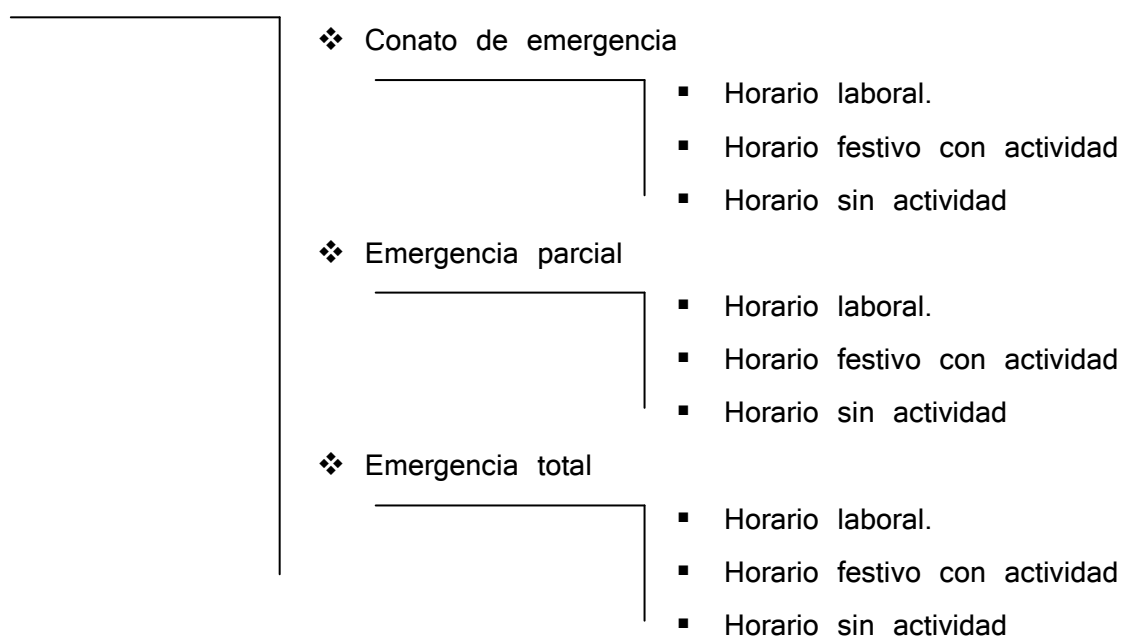 ❖ Conato de emergencia
▪ Horario laboral.
▪ Horario festivo con actividad
▪ Horario sin actividad
❖ Emergencia parcial
▪ Horario laboral.
▪ Horario festivo con actividad
▪ Horario sin actividad
❖ Emergencia total
▪ Horario laboral.
▪ Horario festivo con actividad
▪ Horario sin actividad